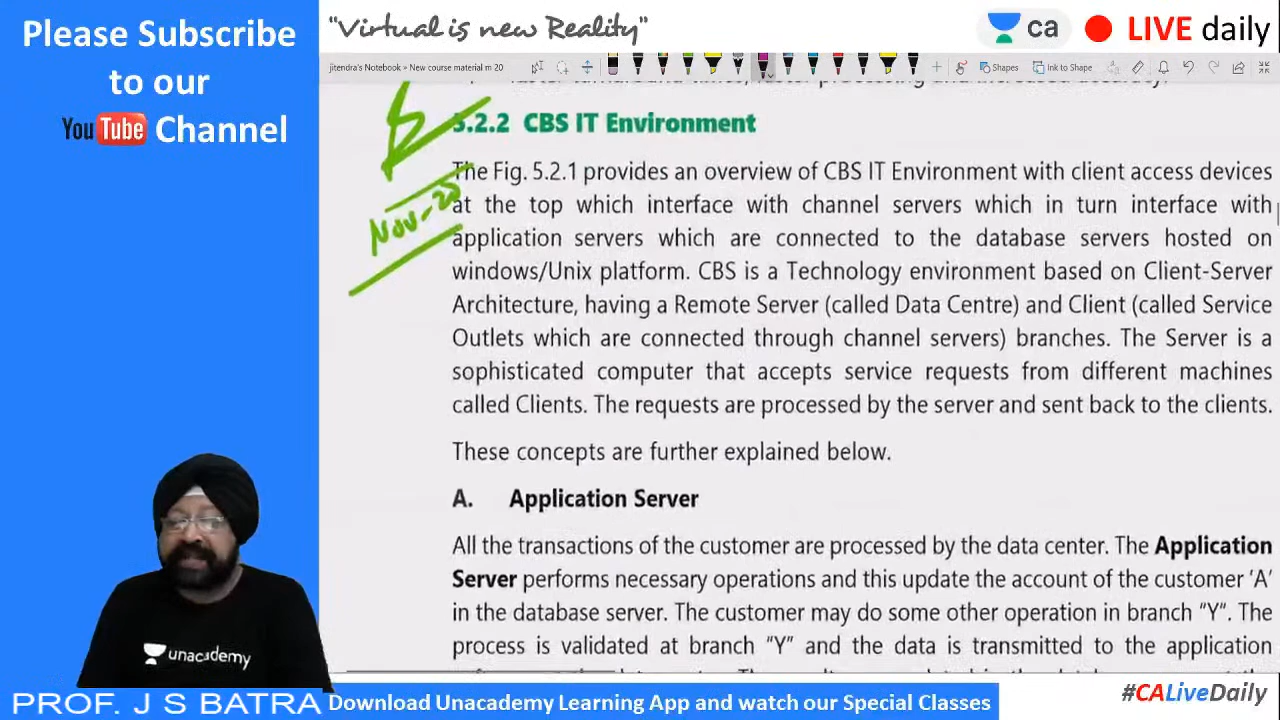 Please Subscribe
to our
You Tube Channel
"Virtual is new Reality"
ca
LIVE daily
jitendra's Notebook » New course material m 20
Shapes
Ink to Shape
5.2.2 CBS IT Environment
The Fig. 5.2.1 provides an overview of CBS IT Environment with client access devices
at the top which interface with channel servers which in turn interface with
application servers which are connected to the database servers hosted on
windows/Unix platform. CBS is a Technology environment based on Client-Server
Architecture, having a Remote Server (called Data Centre) and Client (called Service
Outlets which are connected through channel servers) branches. The Server is a
sophisticated computer that accepts service requests from different machines
called Clients. The requests are processed by the server and sent back to the clients.
Nov-20
These concepts are further explained below.
A. Application Server
All the transactions of the customer are processed by the data center. The Application
Server performs necessary operations and this update the account of the customer 'A'
in the database server. The customer may do some other operation in branch "Y". The
process is validated at branch "Y" and the data is transmitted to the application
unacademy
PROF. J S BATRA
Download Unacademy Learning App and watch our Special Classes
#CALiveDaily